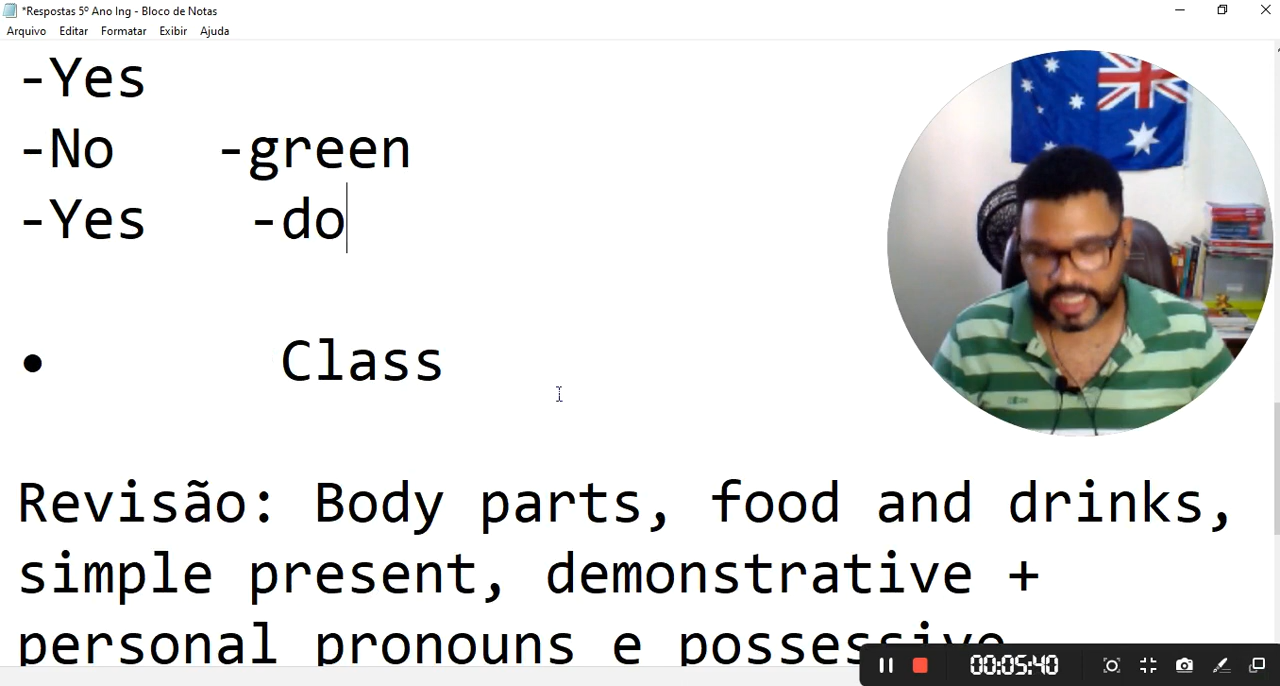 *Respostas 5º Ano Ing - Bloco de Notas
Arquivo Editar Formatar Exibir Ajuda
-Yes
-No -green
-Yes -do
• Class
Revisão: Body parts, food and drinks,
simple present, demonstrative +
personal pronouns e possessive
00:05:40